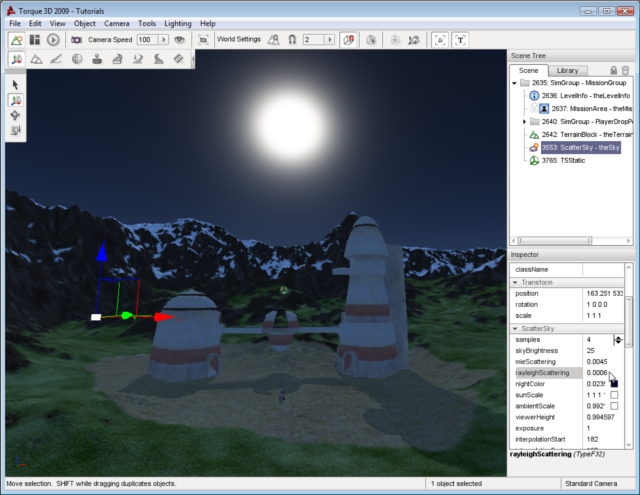 Torque 3D 2009 - Tutorials
File Edit View Object Camera Tools Lighting Help
Camera Speed 100 World Settings 2 T
Scene Tree
Scene Library
2635: SimGroup - MissionGroup
2636: LevelInfo - theLevelInfo
2637: MissionArea - theMis
2640: SimGroup - PlayerDropP
2642: TerrainBlock - theTerrain
3553: ScatterSky - theSky
3765: TSStatic
Inspector
className
Transform
position 163.251 533
rotation 1 0 0 0
scale 1 1 1
ScatterSky
samples 4
skyBrightness 25
mieScattering 0.0045
rayleighScattering 0.0006
nightColor 0.0235
sunScale 1 1 1
ambientScale 0.992
viewerHeight 0.994597
exposure 1
interpolationStart 182
rayleighScattering (TypeF32)
Move selection. SHIFT while dragging duplicates objects. 1 object selected Standard Camera